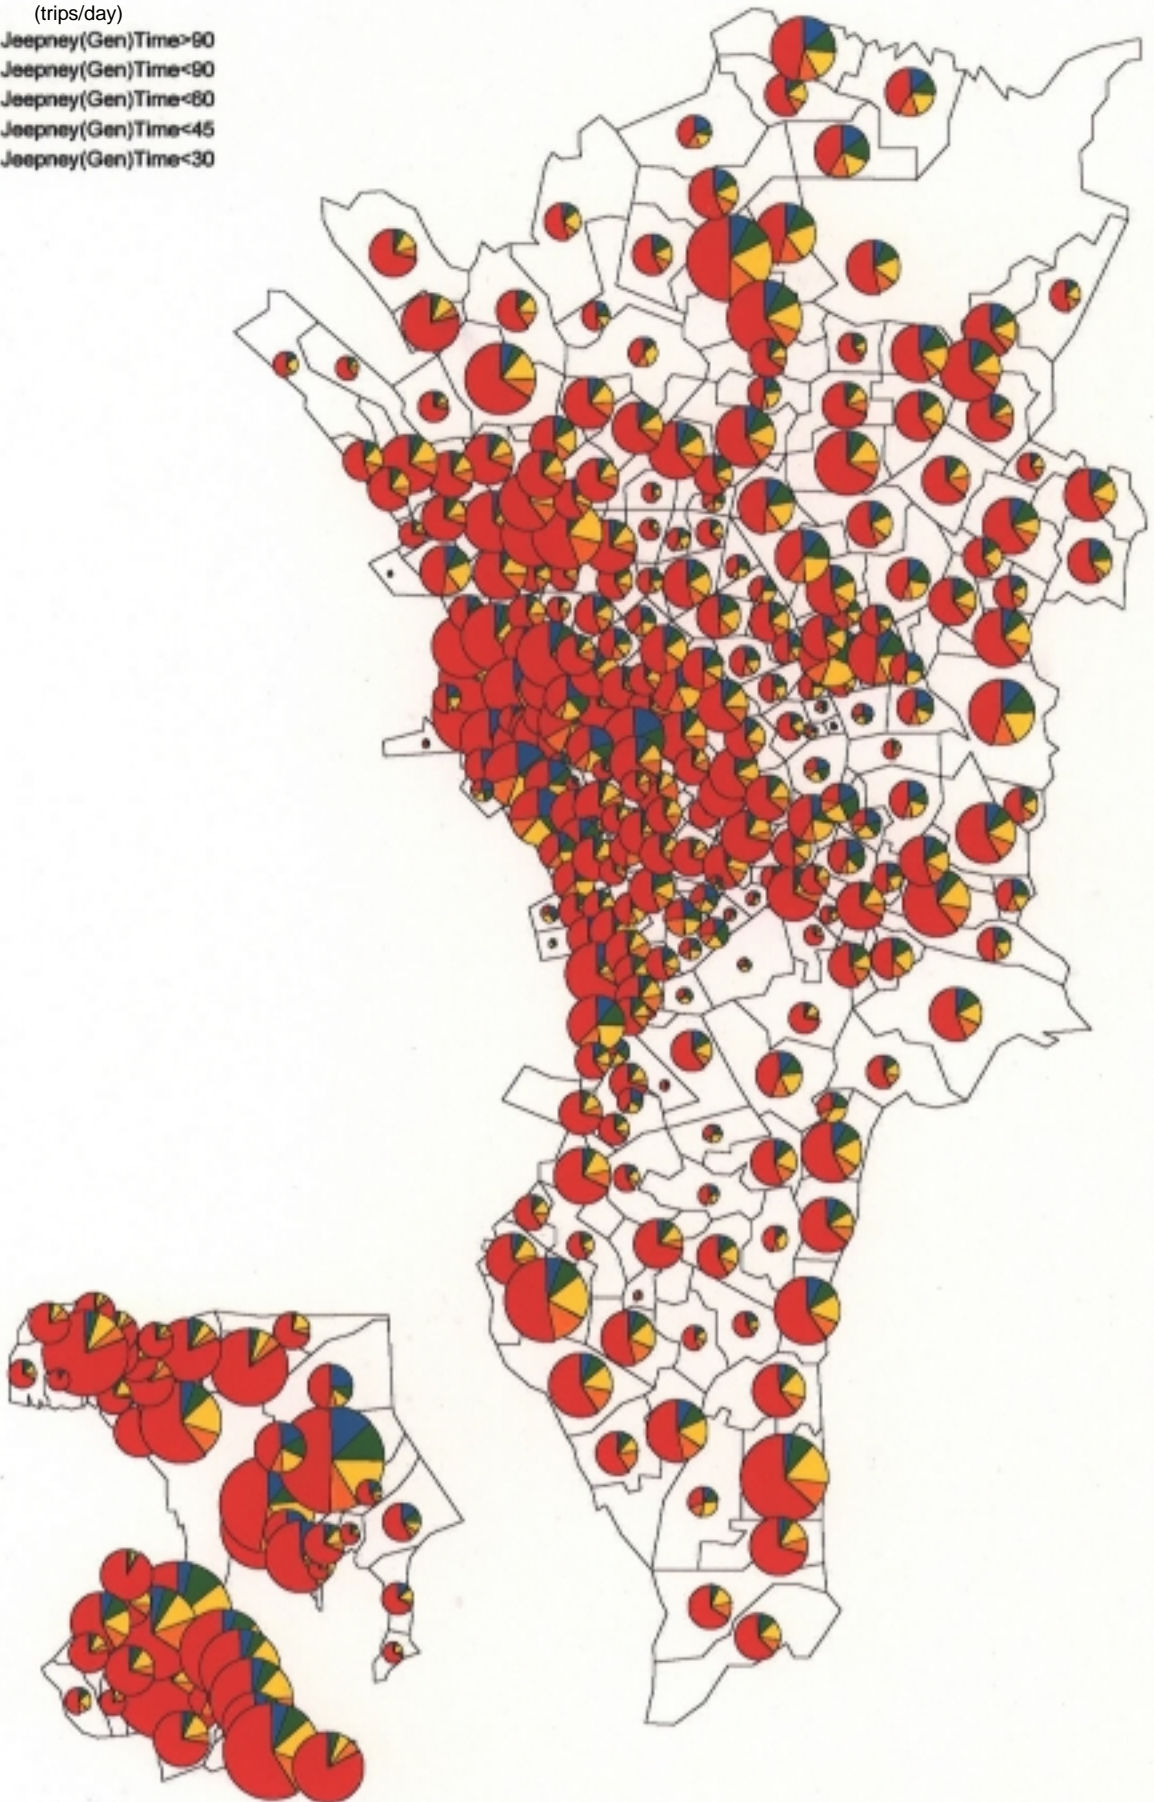 (trips/day)
Jeepney(Gen)Time>90
Jeepney(Gen)Time<90
Jeepney(Gen)Time<60
Jeepney(Gen)Time<45
Jeepney(Gen)Time<30